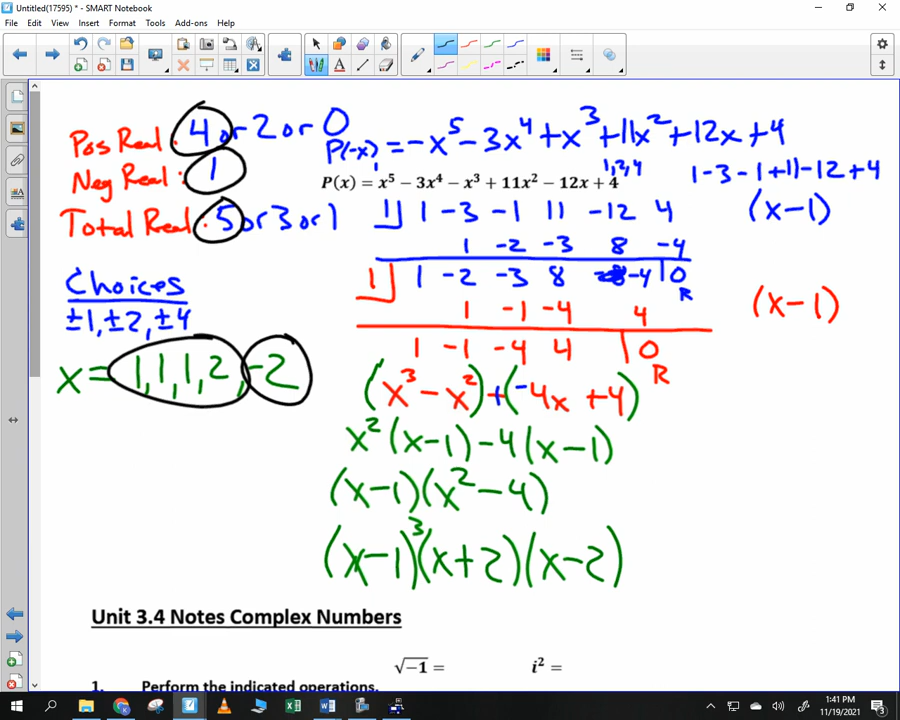 Untitled(17595) * - SMART Notebook
File Edit View Insert Format Tools Add-ons Help
Pos Real : 4 or 2 or 0
Neg Real : 1
Total Real : 5 or 3 or 1
Choices
±1, ±2, ±4
x = 1, 1, 1, 2, -2
P(-x) = -x⁵ - 3x⁴ + x³ + 11x² + 12x + 4
1 1,2,3,4
P(x) = x⁵ − 3x⁴ − x³ + 11x² − 12x + 4
1 - 3 - 1 + 11 - 12 + 4
1 1 -3 -1 11 -12 4
(x-1)
1 -2 -3 8 -4
1 1 -2 -3 8 -4 0
R
1 -1 -4 4
(x-1)
1 -1 -4 4 0
R
(x³ - x²) + (-4x + 4)
x²(x-1) - 4(x-1)
(x-1)(x² - 4)
(x-1)³(x+2)(x-2)
Unit 3.4 Notes Complex Numbers
√−1 = i² =
1. Perform the indicated operations.
1:41 PM
11/19/2021
3